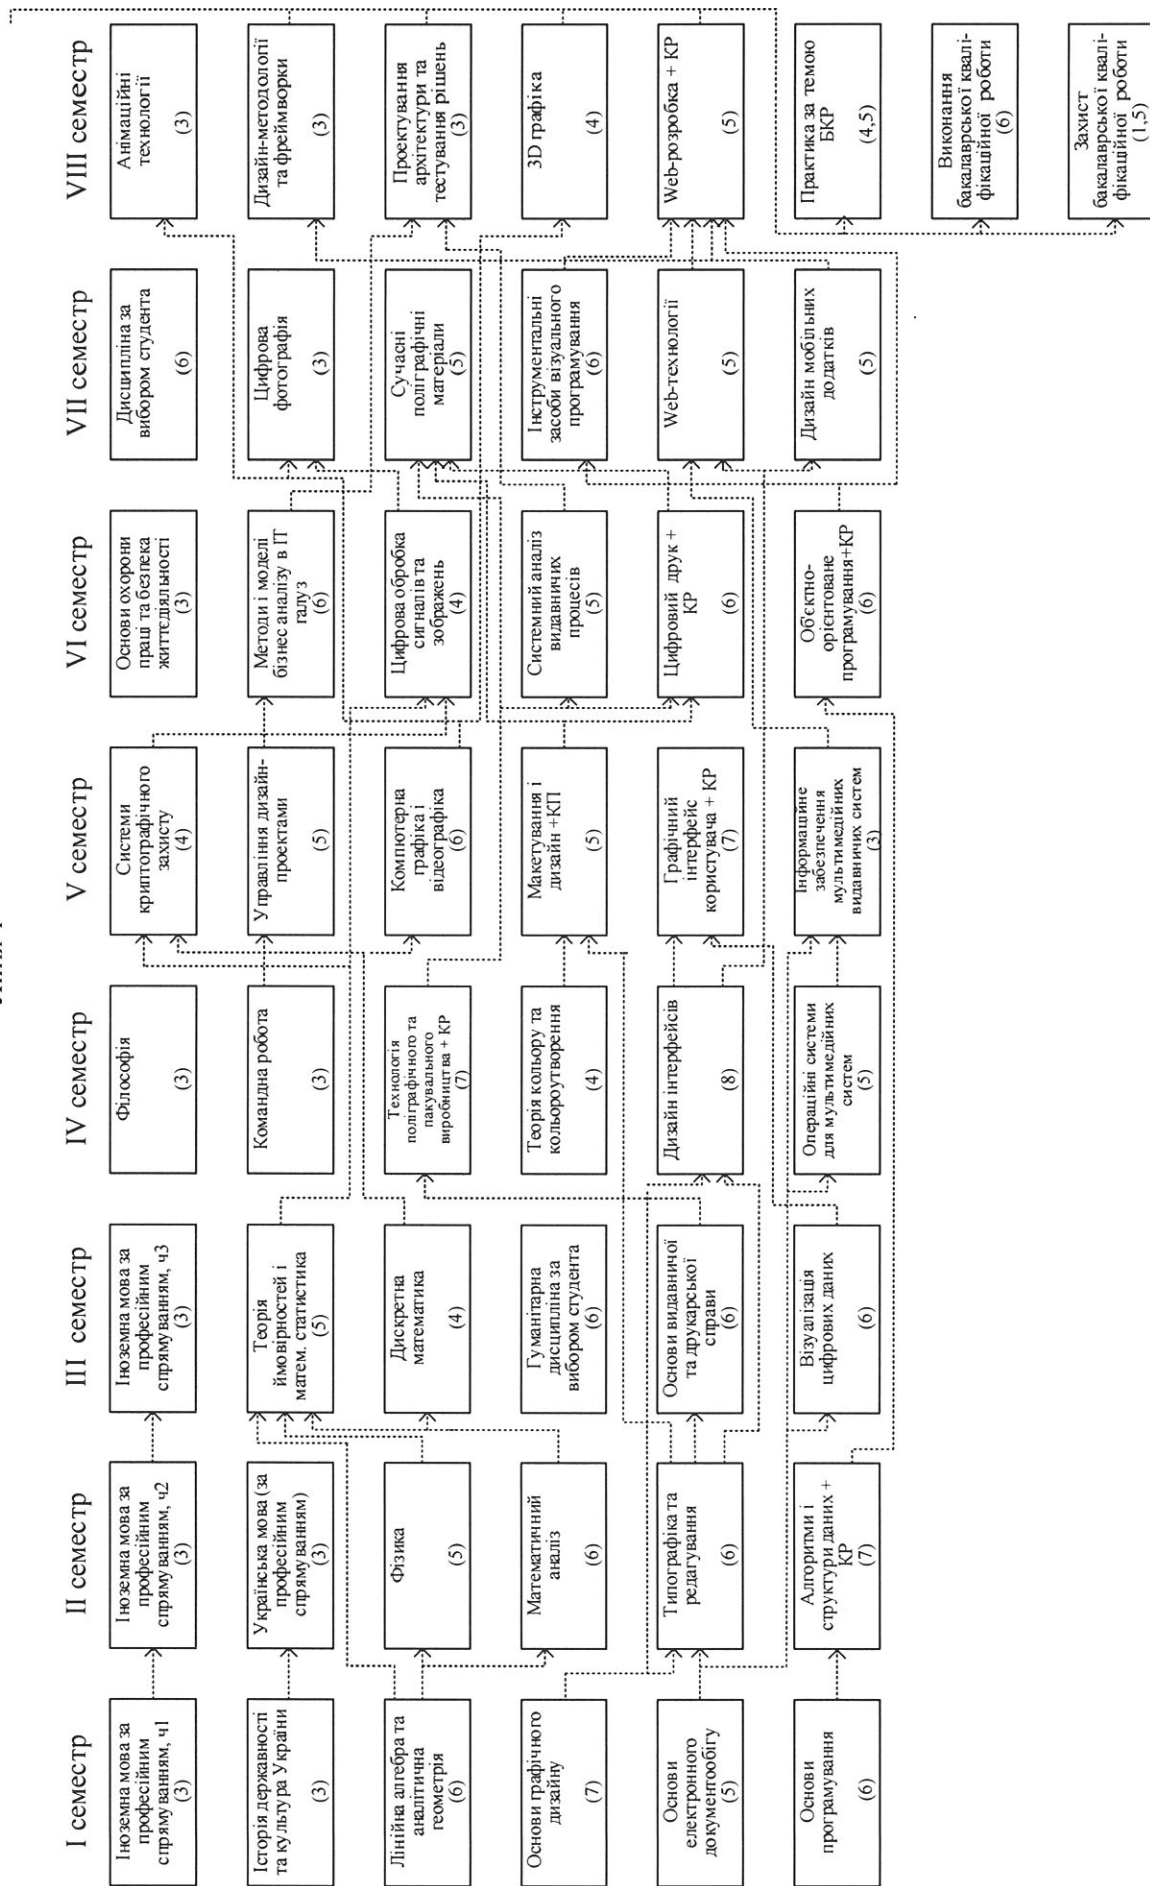 I семестр
Іноземна мова за
професійним
спрямуванням, ч1
(3)
Історія державності
та культура України
(3)
Лінійна алгебра та
аналітична
геометрія
(6)
Основи графічного
дизайну
(7)
Основи
електронного
документообігу
(5)
Основи
програмування
(6)
II семестр
Іноземна мова за
професійним
спрямуванням, ч2
(3)
Українська мова (за
професійним
спрямуванням)
(3)
Фізика
(5)
Математичний
аналіз
(6)
Типографіка та
редагування
(6)
Алгоритми і
структури даних +
КР
(7)
III семестр
Іноземна мова за
професійним
спрямуванням, ч3
(3)
Теорія
ймовірностей і
матем. статистика
(5)
Дискретна
математика
(4)
Гуманітарна
дисципліна за
вибором студента
(6)
Основи видавничої
та друкарської
справи
(6)
Візуалізація
цифрових даних
(6)
IV семестр
Філософія
(3)
Командна робота
(3)
Технологія
поліграфічного та
пакувального
виробництва + КР
(7)
Теорія кольору та
кольороутворення
(4)
Дизайн інтерфейсів
(8)
Операційні системи
для мультимедійних
систем
(5)
V семестр
Системи
криптографічного
захисту
(4)
Управління дизайн-
проектами
(5)
Компютерна
графіка і
відеографіка
(6)
Макетування і
дизайн +КП
(5)
Графічний
інтерфейс
користувача + КР
(7)
Інформаційне
забезпечення
мультимедійних
видавничих систем
(3)
VI семестр
Основи охорони
праці та безпека
життєдіяльності
(3)
Методи і моделі
бізнес аналізу в ІТ
галуз
(6)
Цифрова обробка
сигналів та
зображень
(4)
Системний аналіз
видавничих
процесів
(5)
Цифровий друк +
КР
(6)
Об'єктно-
орієнтоване
програмування+КР
(6)
VII семестр
Дисципліна за
вибором студента
(6)
Цифрова
фотографія
(3)
Сучасні
поліграфічні
матеріали
(5)
Інструментальні
засоби візуального
програмування
(6)
Web-технології
(5)
Дизайн мобільних
додатків
(5)
VIII семестр
Анімаційні
технології
(3)
Дизайн-методології
та фреймворки
(3)
Проектування
архітектури та
тестування рішень
(3)
3D графіка
(4)
Web-розробка + КР
(5)
Практика за темою
БКР
(4,5)
Виконання
бакалаврської квалі-
фікаційної роботи
(6)
Захист
бакалаврської квалі-
фікаційної роботи
(1,5)